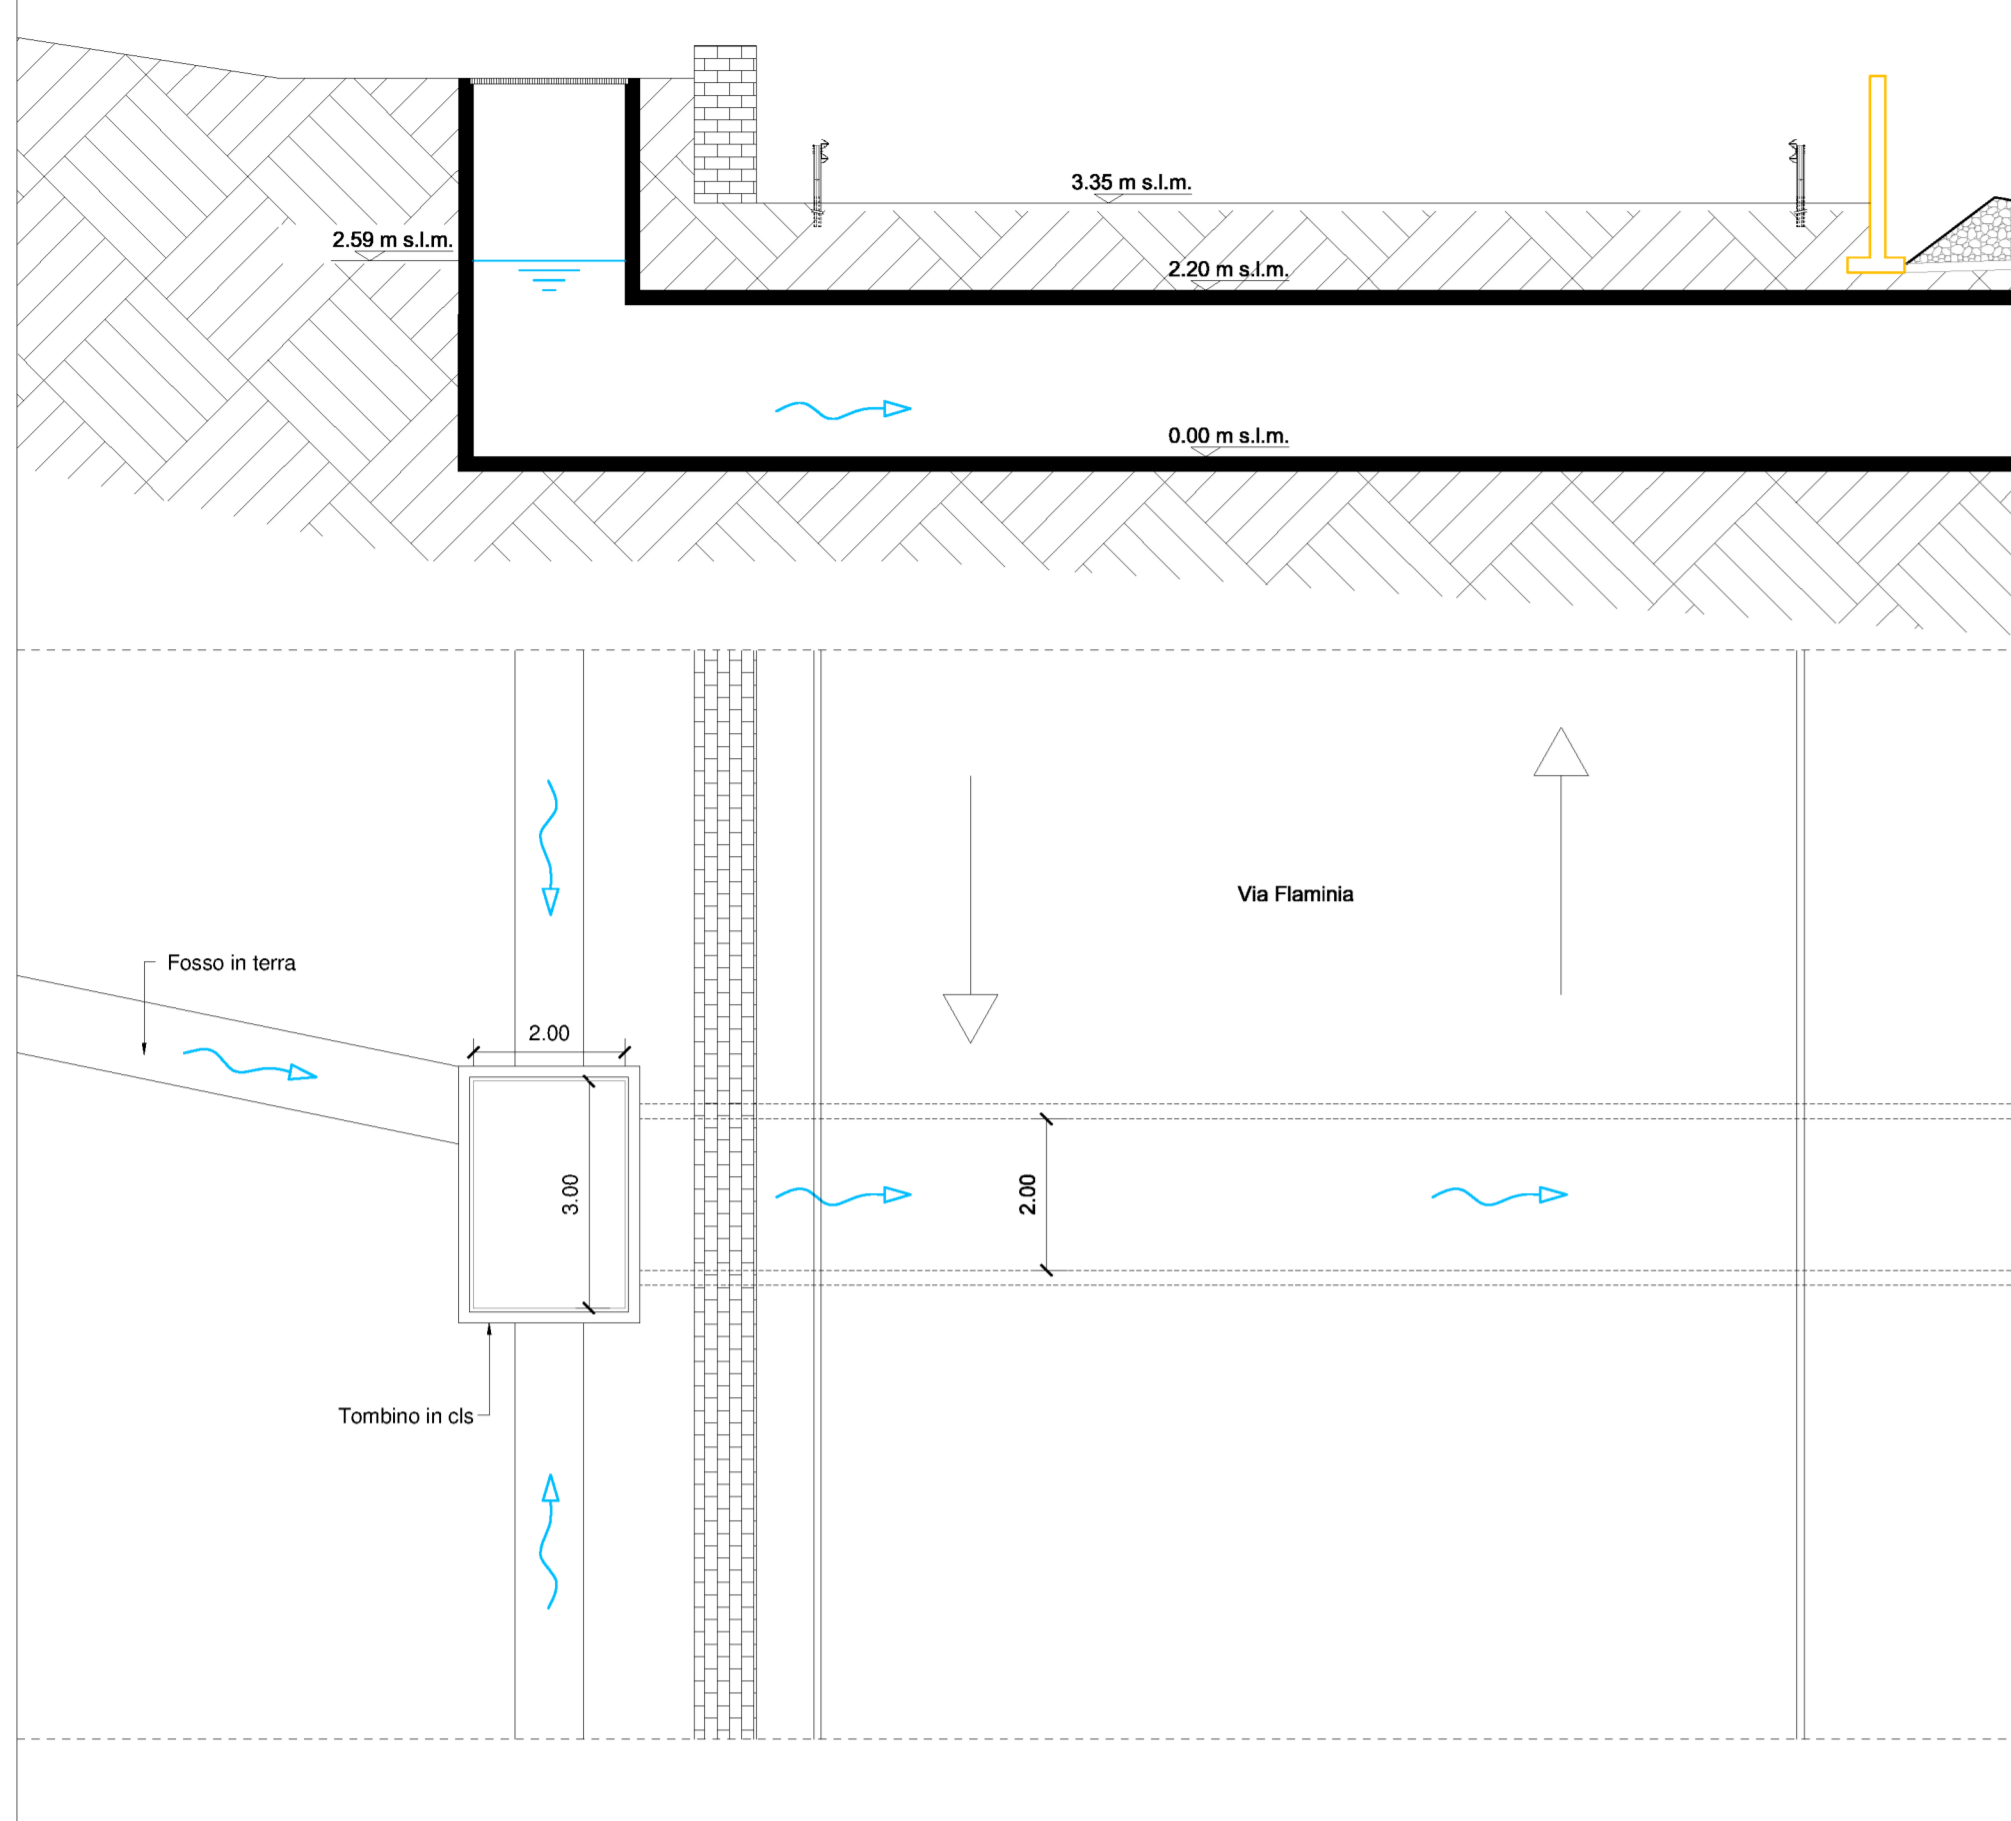 3.35 m s.l.m.
2.59 m s.l.m.
2.20 m s.l.m.
0.00 m s.l.m.
Via Flaminia
Fosso in terra
2.00
3.00
2.00
Tombino in cls